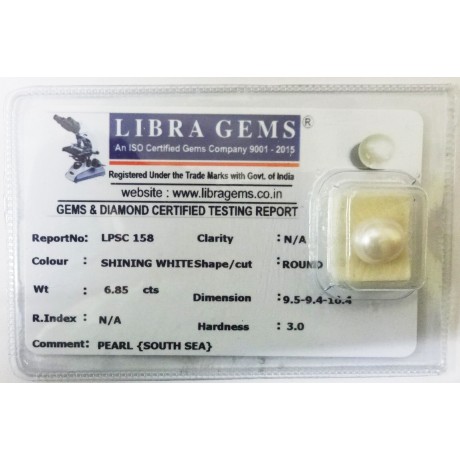 LIBRA GEMS ®
An ISO Certified Gems Company 9001 - 2015
Registered Under the Trade Marks with Govt. of India
website : www.libragems.co.in
GEMS & DIAMOND CERTIFIED TESTING REPORT
ReportNo: LPSC 158 Clarity : N/A
Colour : SHINING WHITE Shape/cut : ROUND
Wt : 6.85 cts Dimension : 9.5-9.4-10.4
R.Index : N/A Hardness : 3.0
Comment: PEARL {SOUTH SEA}